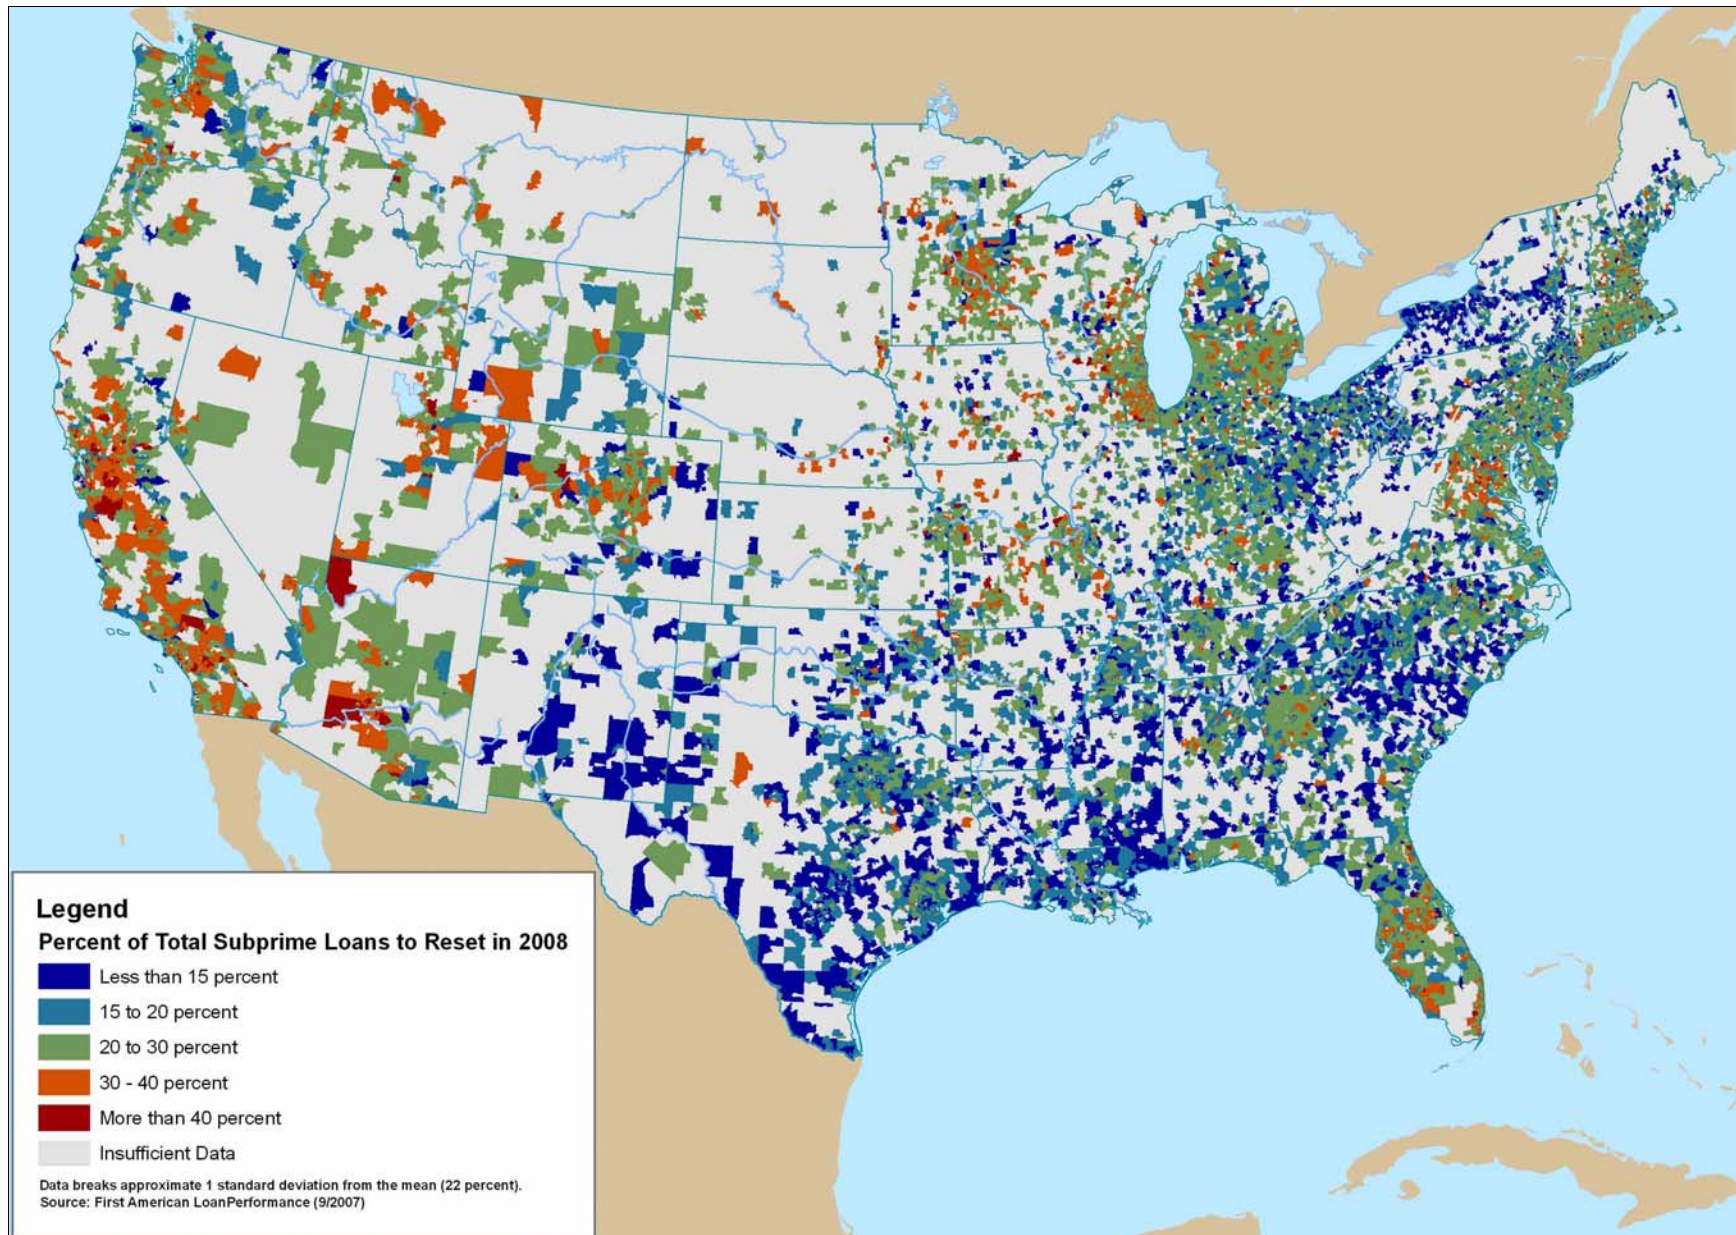 Legend
Percent of Total Subprime Loans to Reset in 2008
Less than 15 percent
15 to 20 percent
20 to 30 percent
30 - 40 percent
More than 40 percent
Insufficient Data
Data breaks approximate 1 standard deviation from the mean (22 percent).
Source: First American LoanPerformance (9/2007)